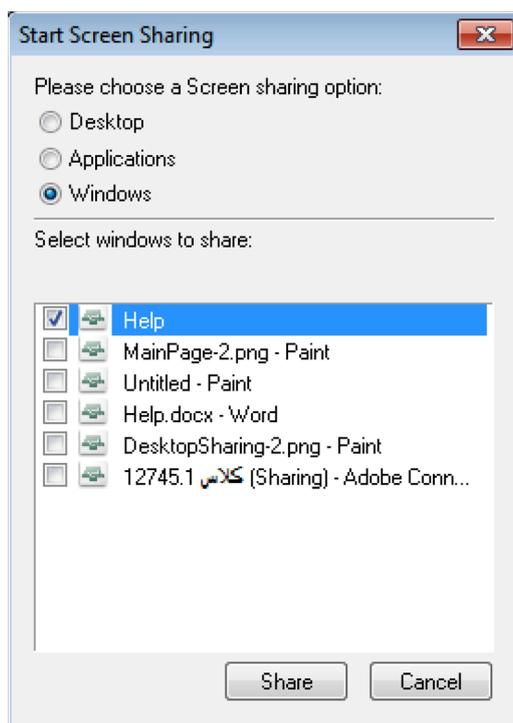 Start Screen Sharing
Please choose a Screen sharing option:
Desktop
Applications
Windows
Select windows to share:
Help
MainPage-2.png - Paint
Untitled - Paint
Help.docx - Word
DesktopSharing-2.png - Paint
12745.1 كلاس (Sharing) - Adobe Conn...
Share
Cancel